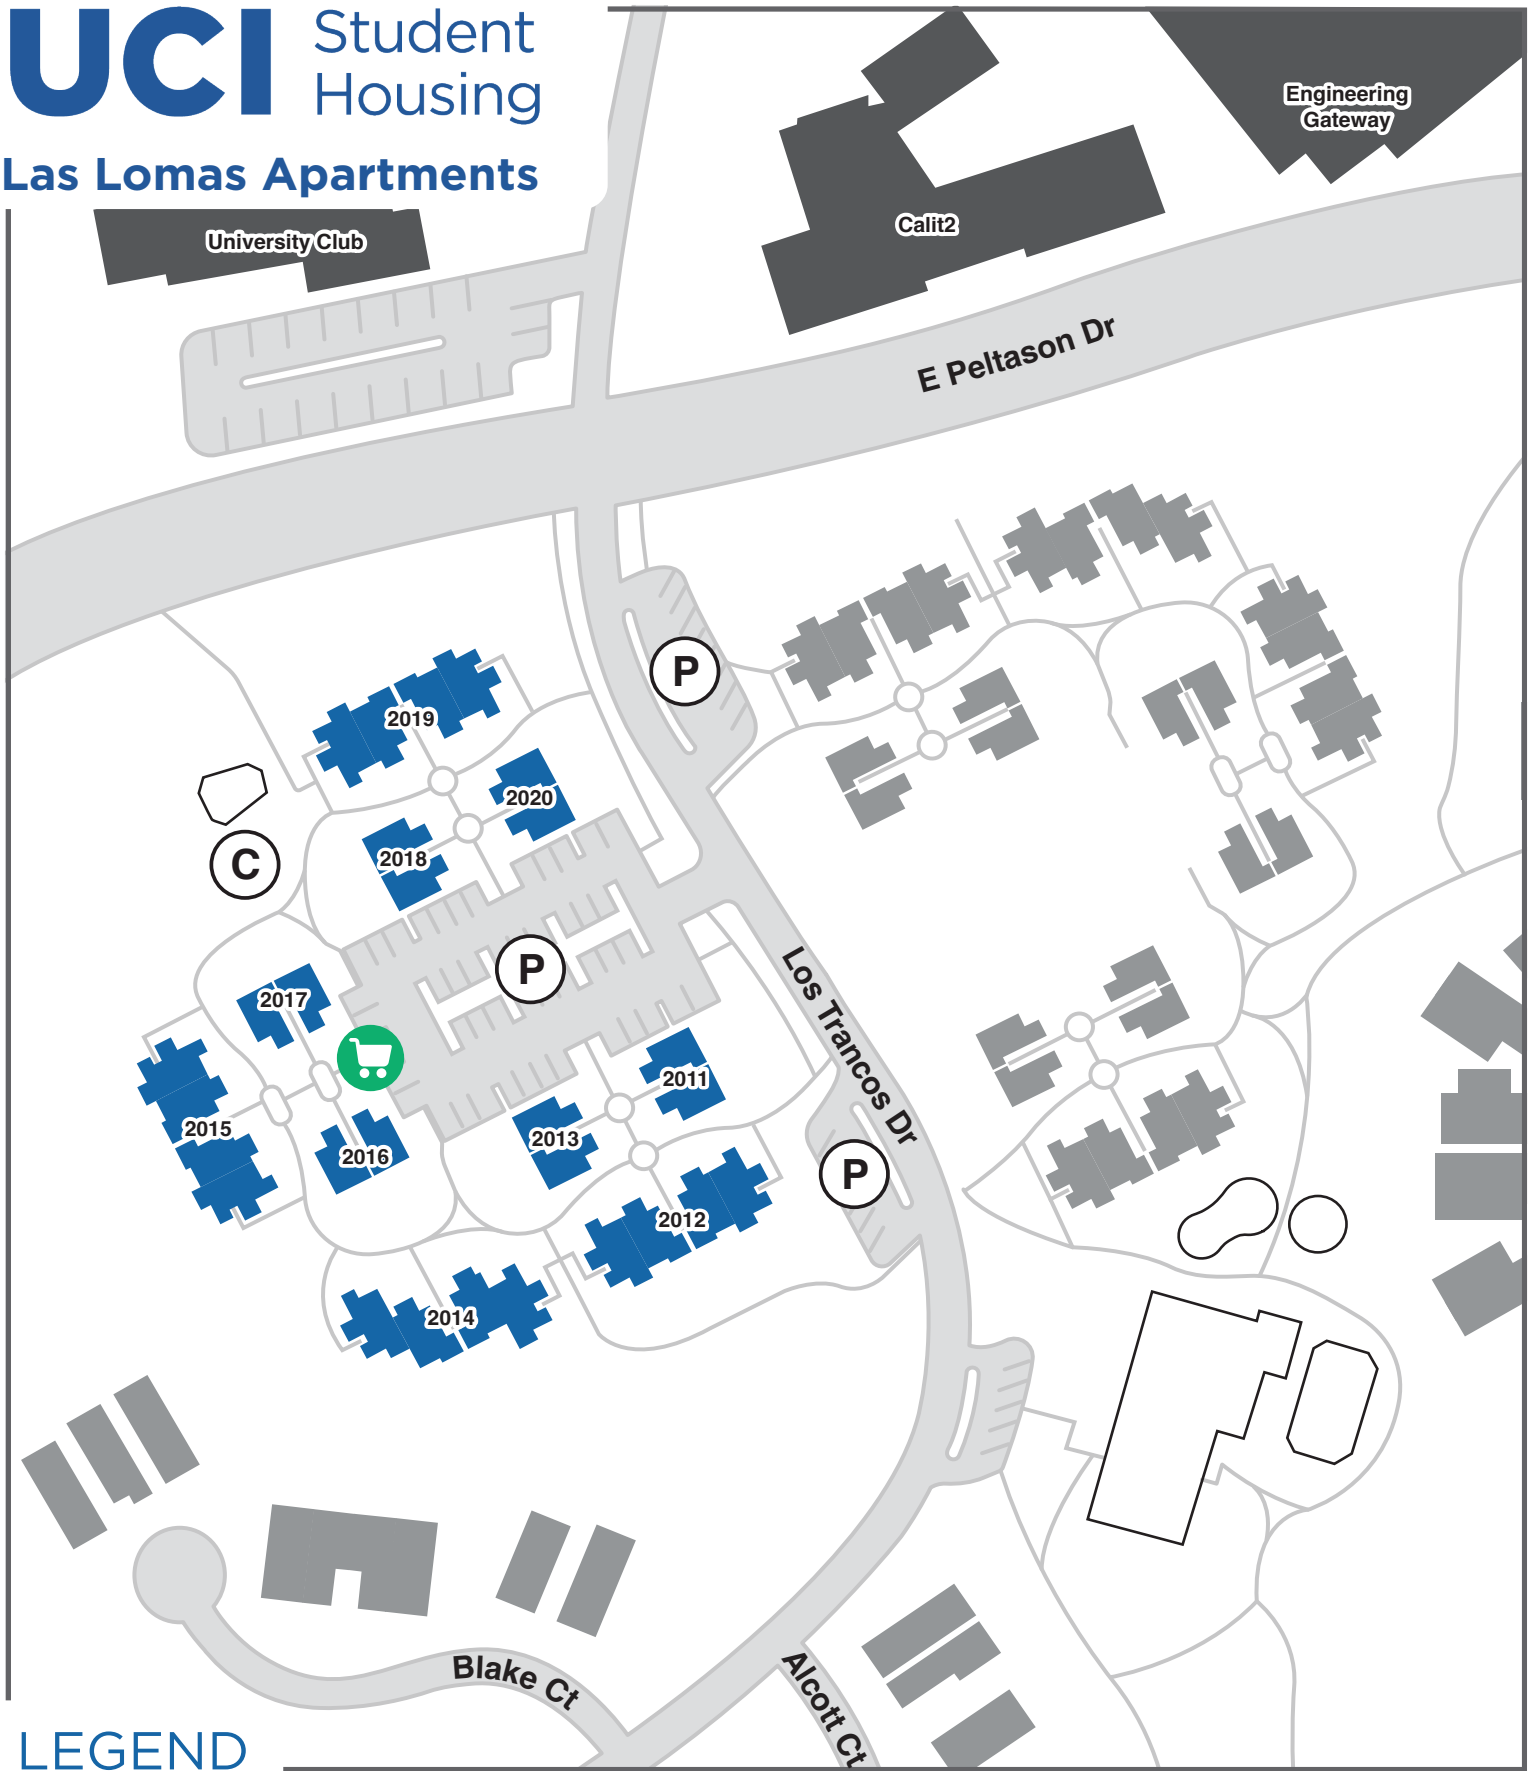 UCI Student
Housing
Las Lomas Apartments
Engineering
Gateway
University Club
Calit2
E Peltason Dr
P
2019
2020
2018
C
P
2017
Los Trancos Dr
2011
2015
2013
2016
P
2012
2014
Blake Ct
Alcott Ct
LEGEND